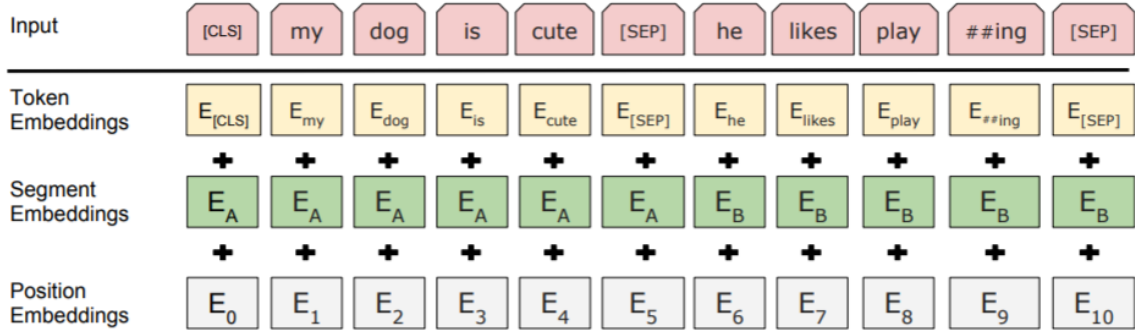 Input [CLS] my dog is cute [SEP] he likes play ##ing [SEP]
Token Embeddings E[CLS] Emy Edog Eis Ecute E[SEP] Ehe Elikes Eplay E##ing E[SEP]
+ + + + + + + + + + +
Segment Embeddings EA EA EA EA EA EA EB EB EB EB EB
+ + + + + + + + + + +
Position Embeddings E0 E1 E2 E3 E4 E5 E6 E7 E8 E9 E10